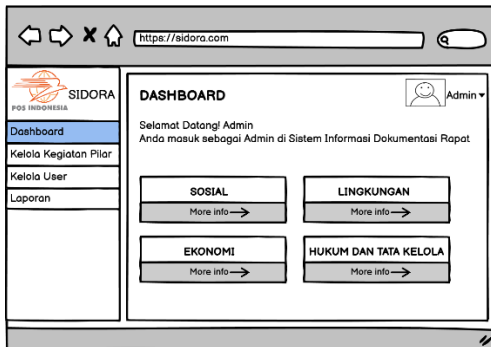 https://sidora.com
POS INDONESIA
SIDORA
Dashboard
Kelola Kegiatan Pilar
Kelola User
Laporan
DASHBOARD
Admin
Selamat Datang! Admin
Anda masuk sebagai Admin di Sistem Informasi Dokumentasi Rapat
SOSIAL
More info
LINGKUNGAN
More info
EKONOMI
More info
HUKUM DAN TATA KELOLA
More info